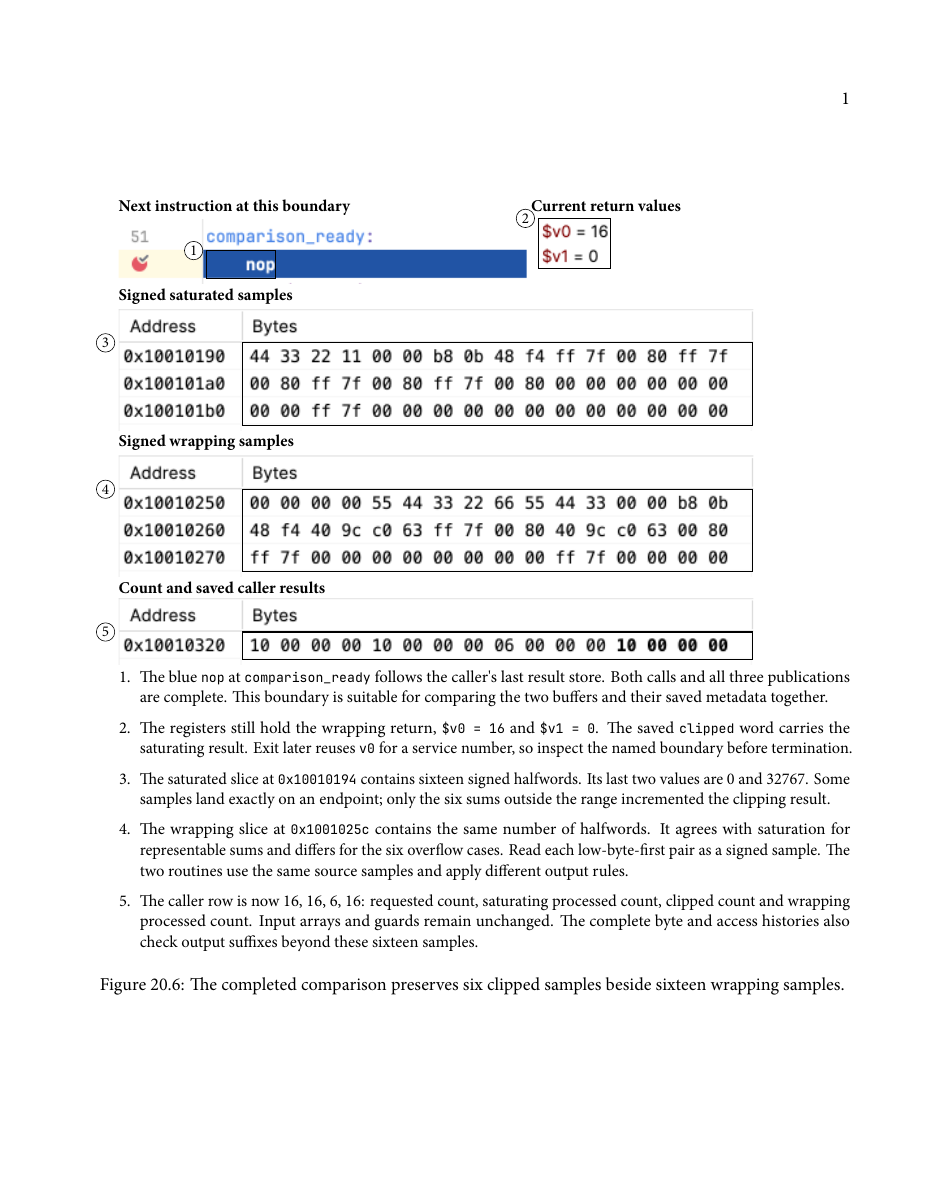 1
Next instruction at this boundary
Current return values
51 comparison_ready:
nop
1
2
$v0 = 16
$v1 = 0
Signed saturated samples
Address Bytes
3
0x10010190 44 33 22 11 00 00 b8 0b 48 f4 ff 7f 00 80 ff 7f
0x100101a0 00 80 ff 7f 00 80 ff 7f 00 80 00 00 00 00 00 00
0x100101b0 00 00 ff 7f 00 00 00 00 00 00 00 00 00 00 00 00
Signed wrapping samples
Address Bytes
4
0x10010250 00 00 00 00 55 44 33 22 66 55 44 33 00 00 b8 0b
0x10010260 48 f4 40 9c c0 63 ff 7f 00 80 40 9c c0 63 00 80
0x10010270 ff 7f 00 00 00 00 00 00 00 00 ff 7f 00 00 00 00
Count and saved caller results
Address Bytes
5
0x10010320 10 00 00 00 10 00 00 00 06 00 00 00 10 00 00 00
1. The blue nop at comparison_ready follows the caller's last result store. Both calls and all three publications
are complete. This boundary is suitable for comparing the two buffers and their saved metadata together.
2. The registers still hold the wrapping return, $v0 = 16 and $v1 = 0. The saved clipped word carries the
saturating result. Exit later reuses v0 for a service number, so inspect the named boundary before termination.
3. The saturated slice at 0x10010194 contains sixteen signed halfwords. Its last two values are 0 and 32767. Some
samples land exactly on an endpoint; only the six sums outside the range incremented the clipping result.
4. The wrapping slice at 0x1001025c contains the same number of halfwords. It agrees with saturation for
representable sums and differs for the six overflow cases. Read each low-byte-first pair as a signed sample. The
two routines use the same source samples and apply different output rules.
5. The caller row is now 16, 16, 6, 16: requested count, saturating processed count, clipped count and wrapping
processed count. Input arrays and guards remain unchanged. The complete byte and access histories also
check output suffixes beyond these sixteen samples.
Figure 20.6: The completed comparison preserves six clipped samples beside sixteen wrapping samples.